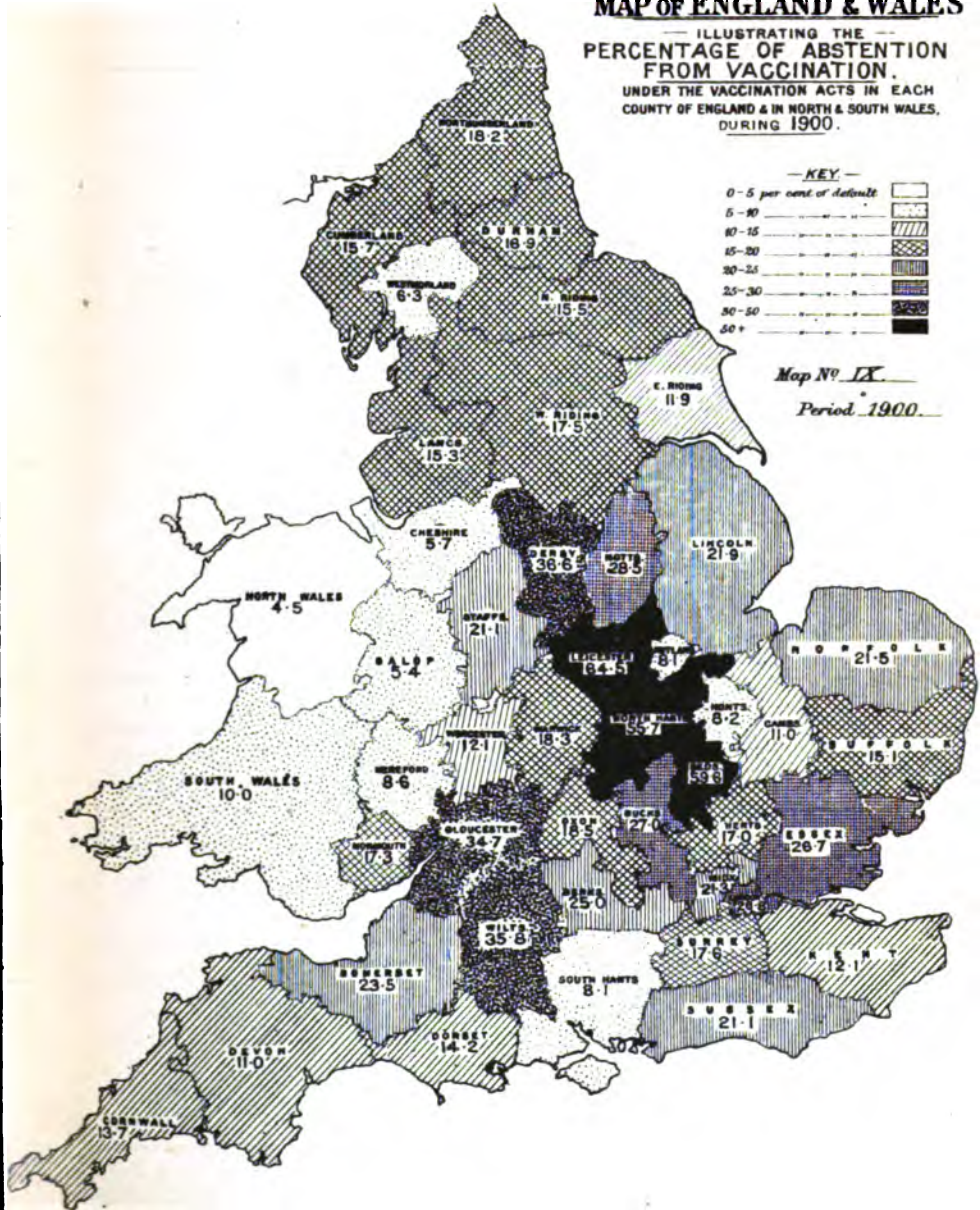 MAP OF ENGLAND & WALES
— ILLUSTRATING THE —
PERCENTAGE OF ABSTENTION
FROM VACCINATION.
UNDER THE VACCINATION ACTS IN EACH
COUNTY OF ENGLAND & IN NORTH & SOUTH WALES,
DURING 1900.
— KEY —
0-5 per cent of default
5-10 " " "
10-15 " " "
15-20 " " "
20-25 " " "
25-30 " " "
30-50 " " "
50+ " " "
Map No IX.
Period 1900.
NORTHUMBERLAND
18·2
CUMBERLAND
15·7
DURHAM
16·9
WESTMORLAND
6·3
N. RIDING
15·5
E. RIDING
11·9
W. RIDING
17·5
LANCS
15·3
CHESHIRE
5·7
DERBY
36·6
NOTTS
28·5
LINCOLN
21·9
NORTH WALES
4·5
STAFFS.
21·1
SALOP
5·4
LEICESTER
84·5
RUTLAND
8·1
NORFOLK
21·5
NORTH HANTS
55·7
HUNTS
8·2
CAMBS
11·0
WARWICK
18·3
WORCESTER
12·1
SUFFOLK
15·1
SOUTH WALES
10·0
HEREFORD
8·6
BEDS
59·6
MONMOUTH
17·3
GLOUCESTER
34·7
OXON
18·5
BUCKS
27·0
HERTS
17·0
ESSEX
26·7
MIDX
BERKS
25·0
WILTS
35·8
SURREY
17·6
KENT
12·1
SOMERSET
23·5
SOUTH HANTS
8·1
SUSSEX
21·1
DORSET
14·2
DEVON
11·0
CORNWALL
13·7